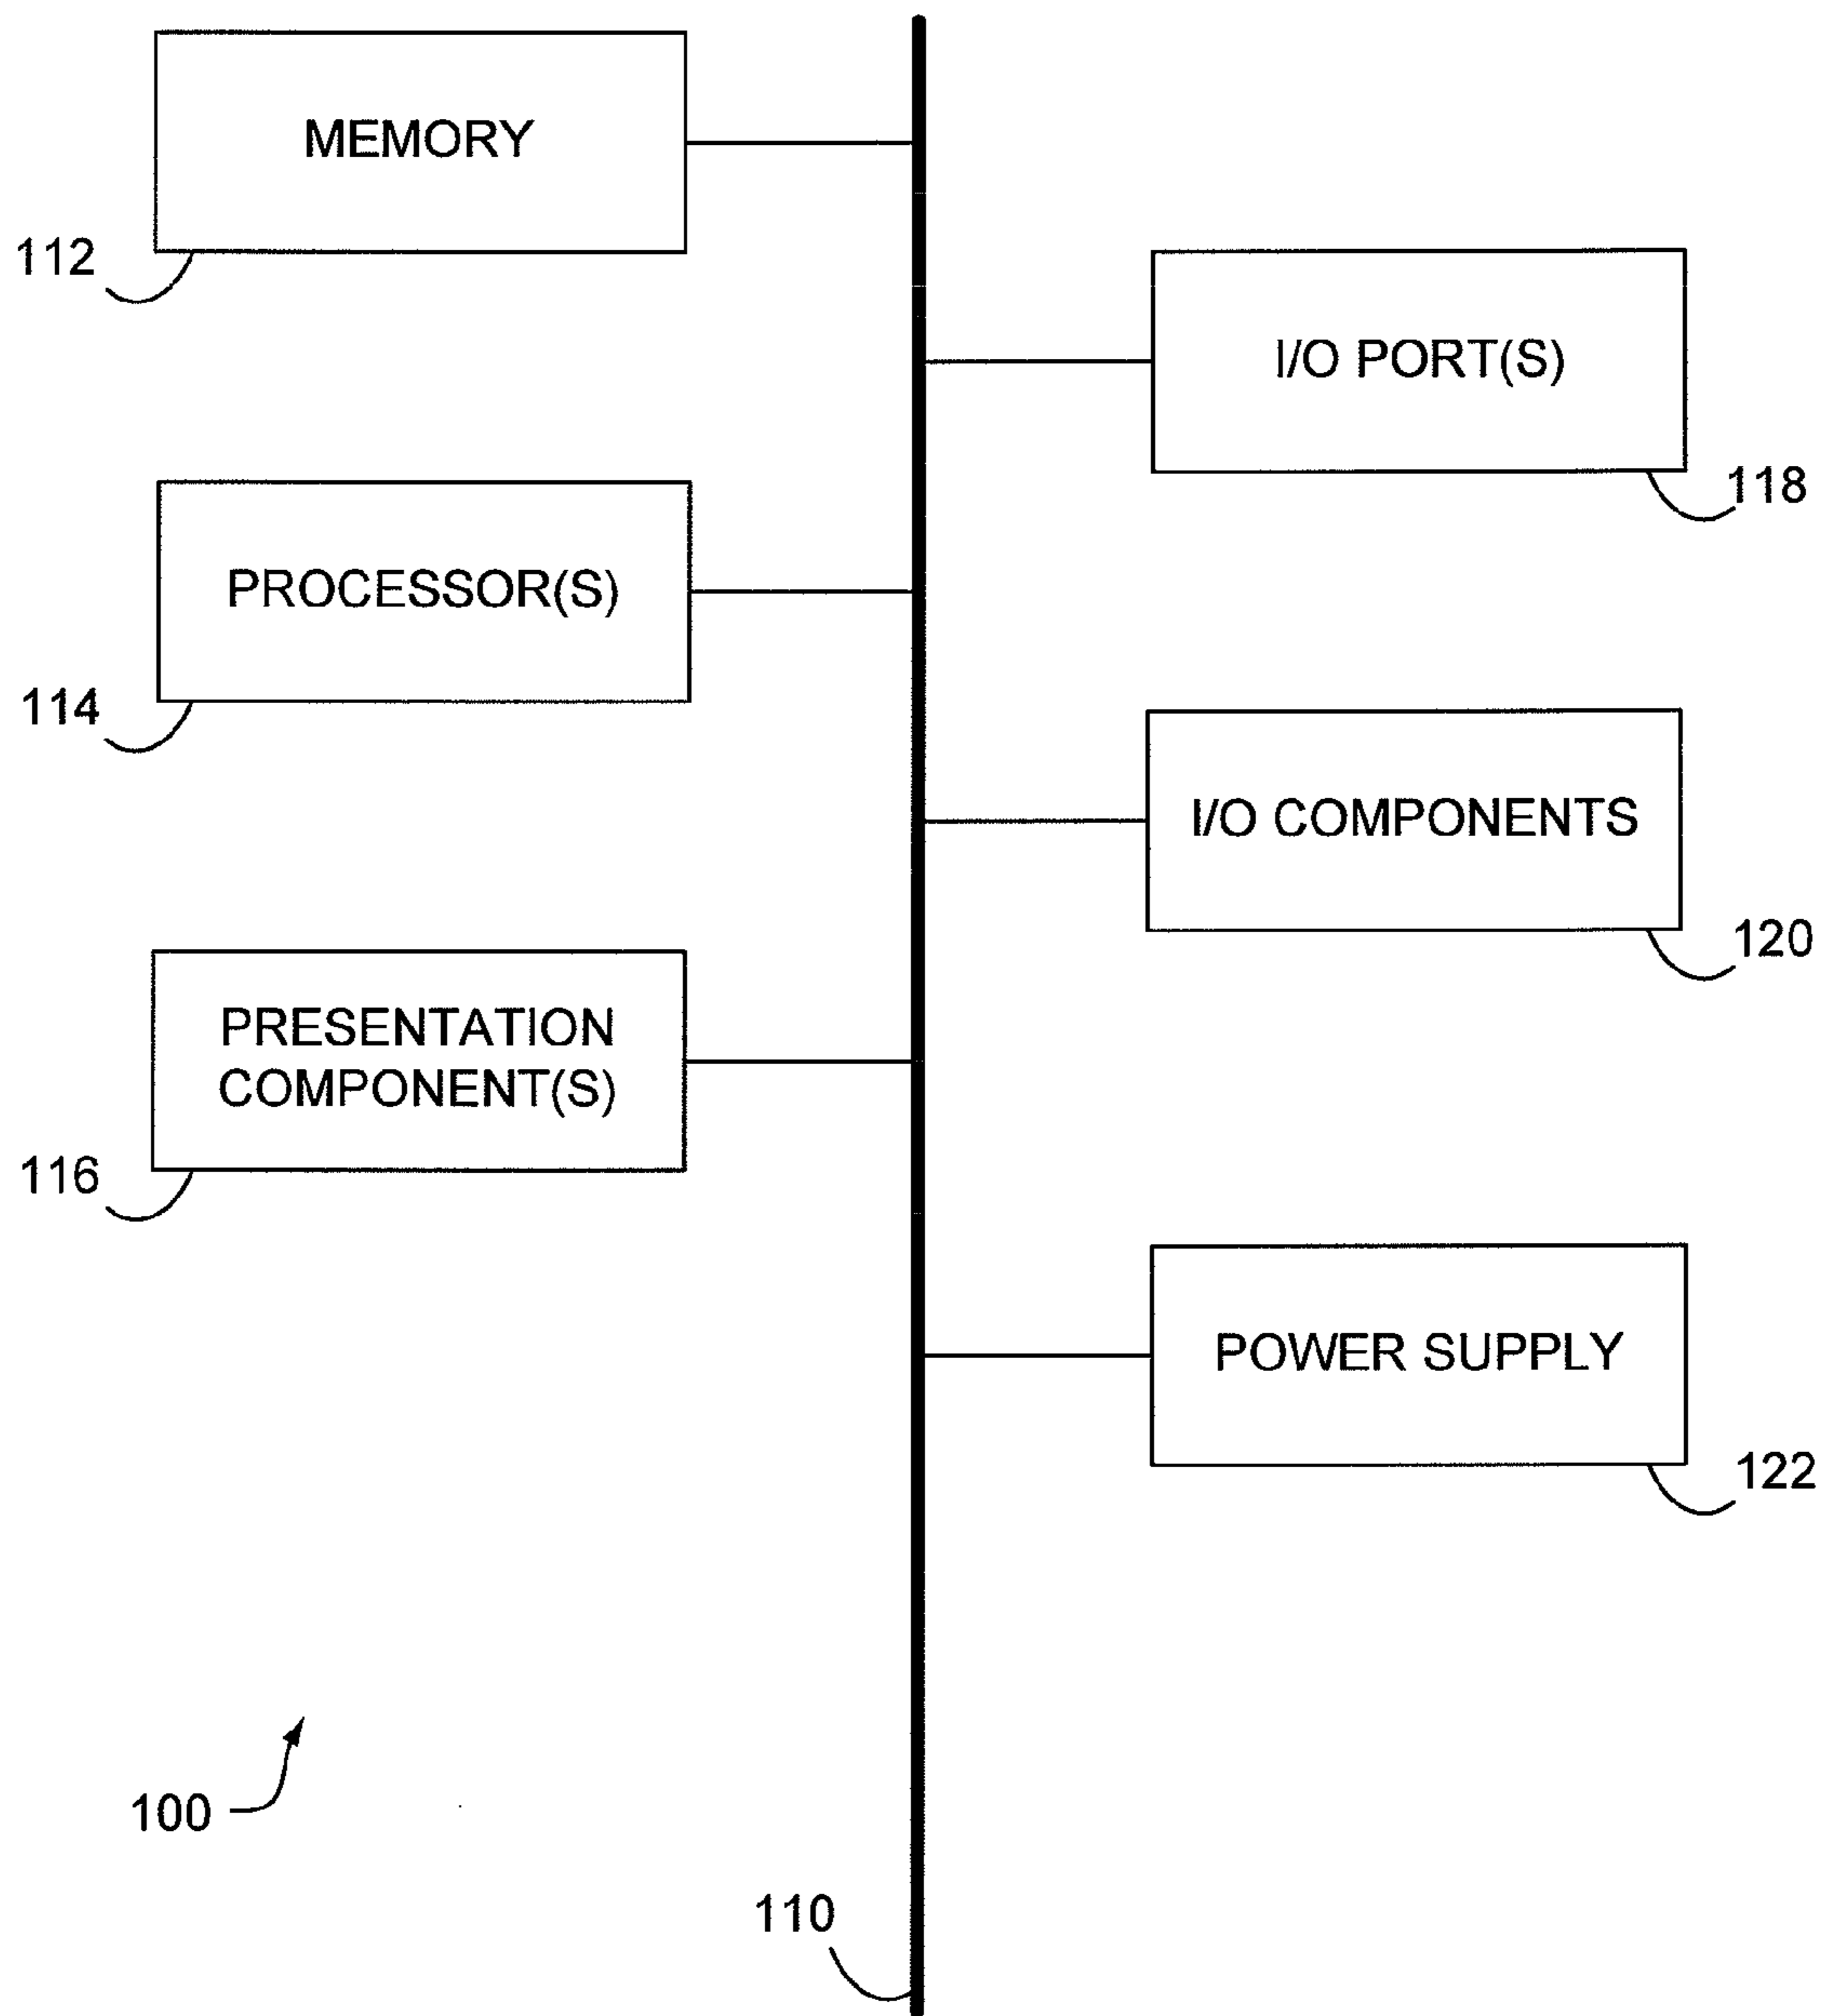 MEMORY
112
I/O PORT(S)
118
PROCESSOR(S)
114
I/O COMPONENTS
120
PRESENTATION
COMPONENT(S)
116
POWER SUPPLY
122
100
110